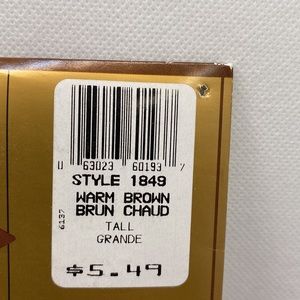 0 63023 60193 7
STYLE 1849
WARM BROWN
BRUN CHAUD
TALL
GRANDE
6137
$5.49